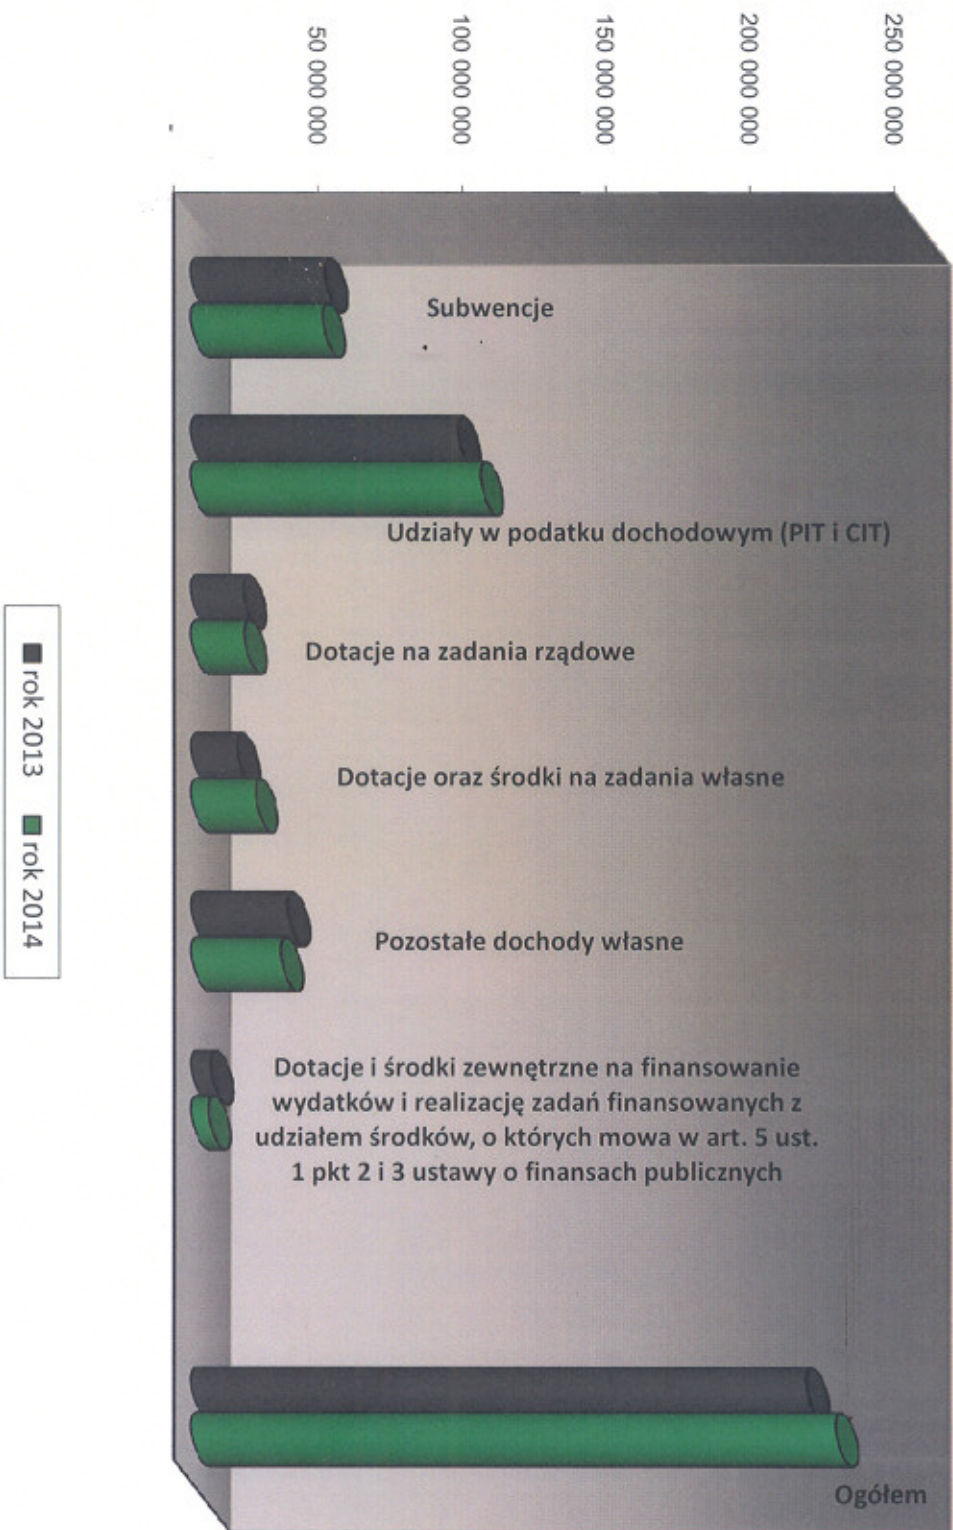 250 000 000
200 000 000
150 000 000
100 000 000
50 000 000
-
Subwencje
Udziały w podatku dochodowym (PIT i CIT)
Dotacje na zadania rządowe
Dotacje oraz środki na zadania własne
Pozostałe dochody własne
Dotacje i środki zewnętrzne na finansowanie
wydatków i realizację zadań finansowanych z
udziałem środków, o których mowa w art. 5 ust.
1 pkt 2 i 3 ustawy o finansach publicznych
Ogółem
rok 2013 rok 2014